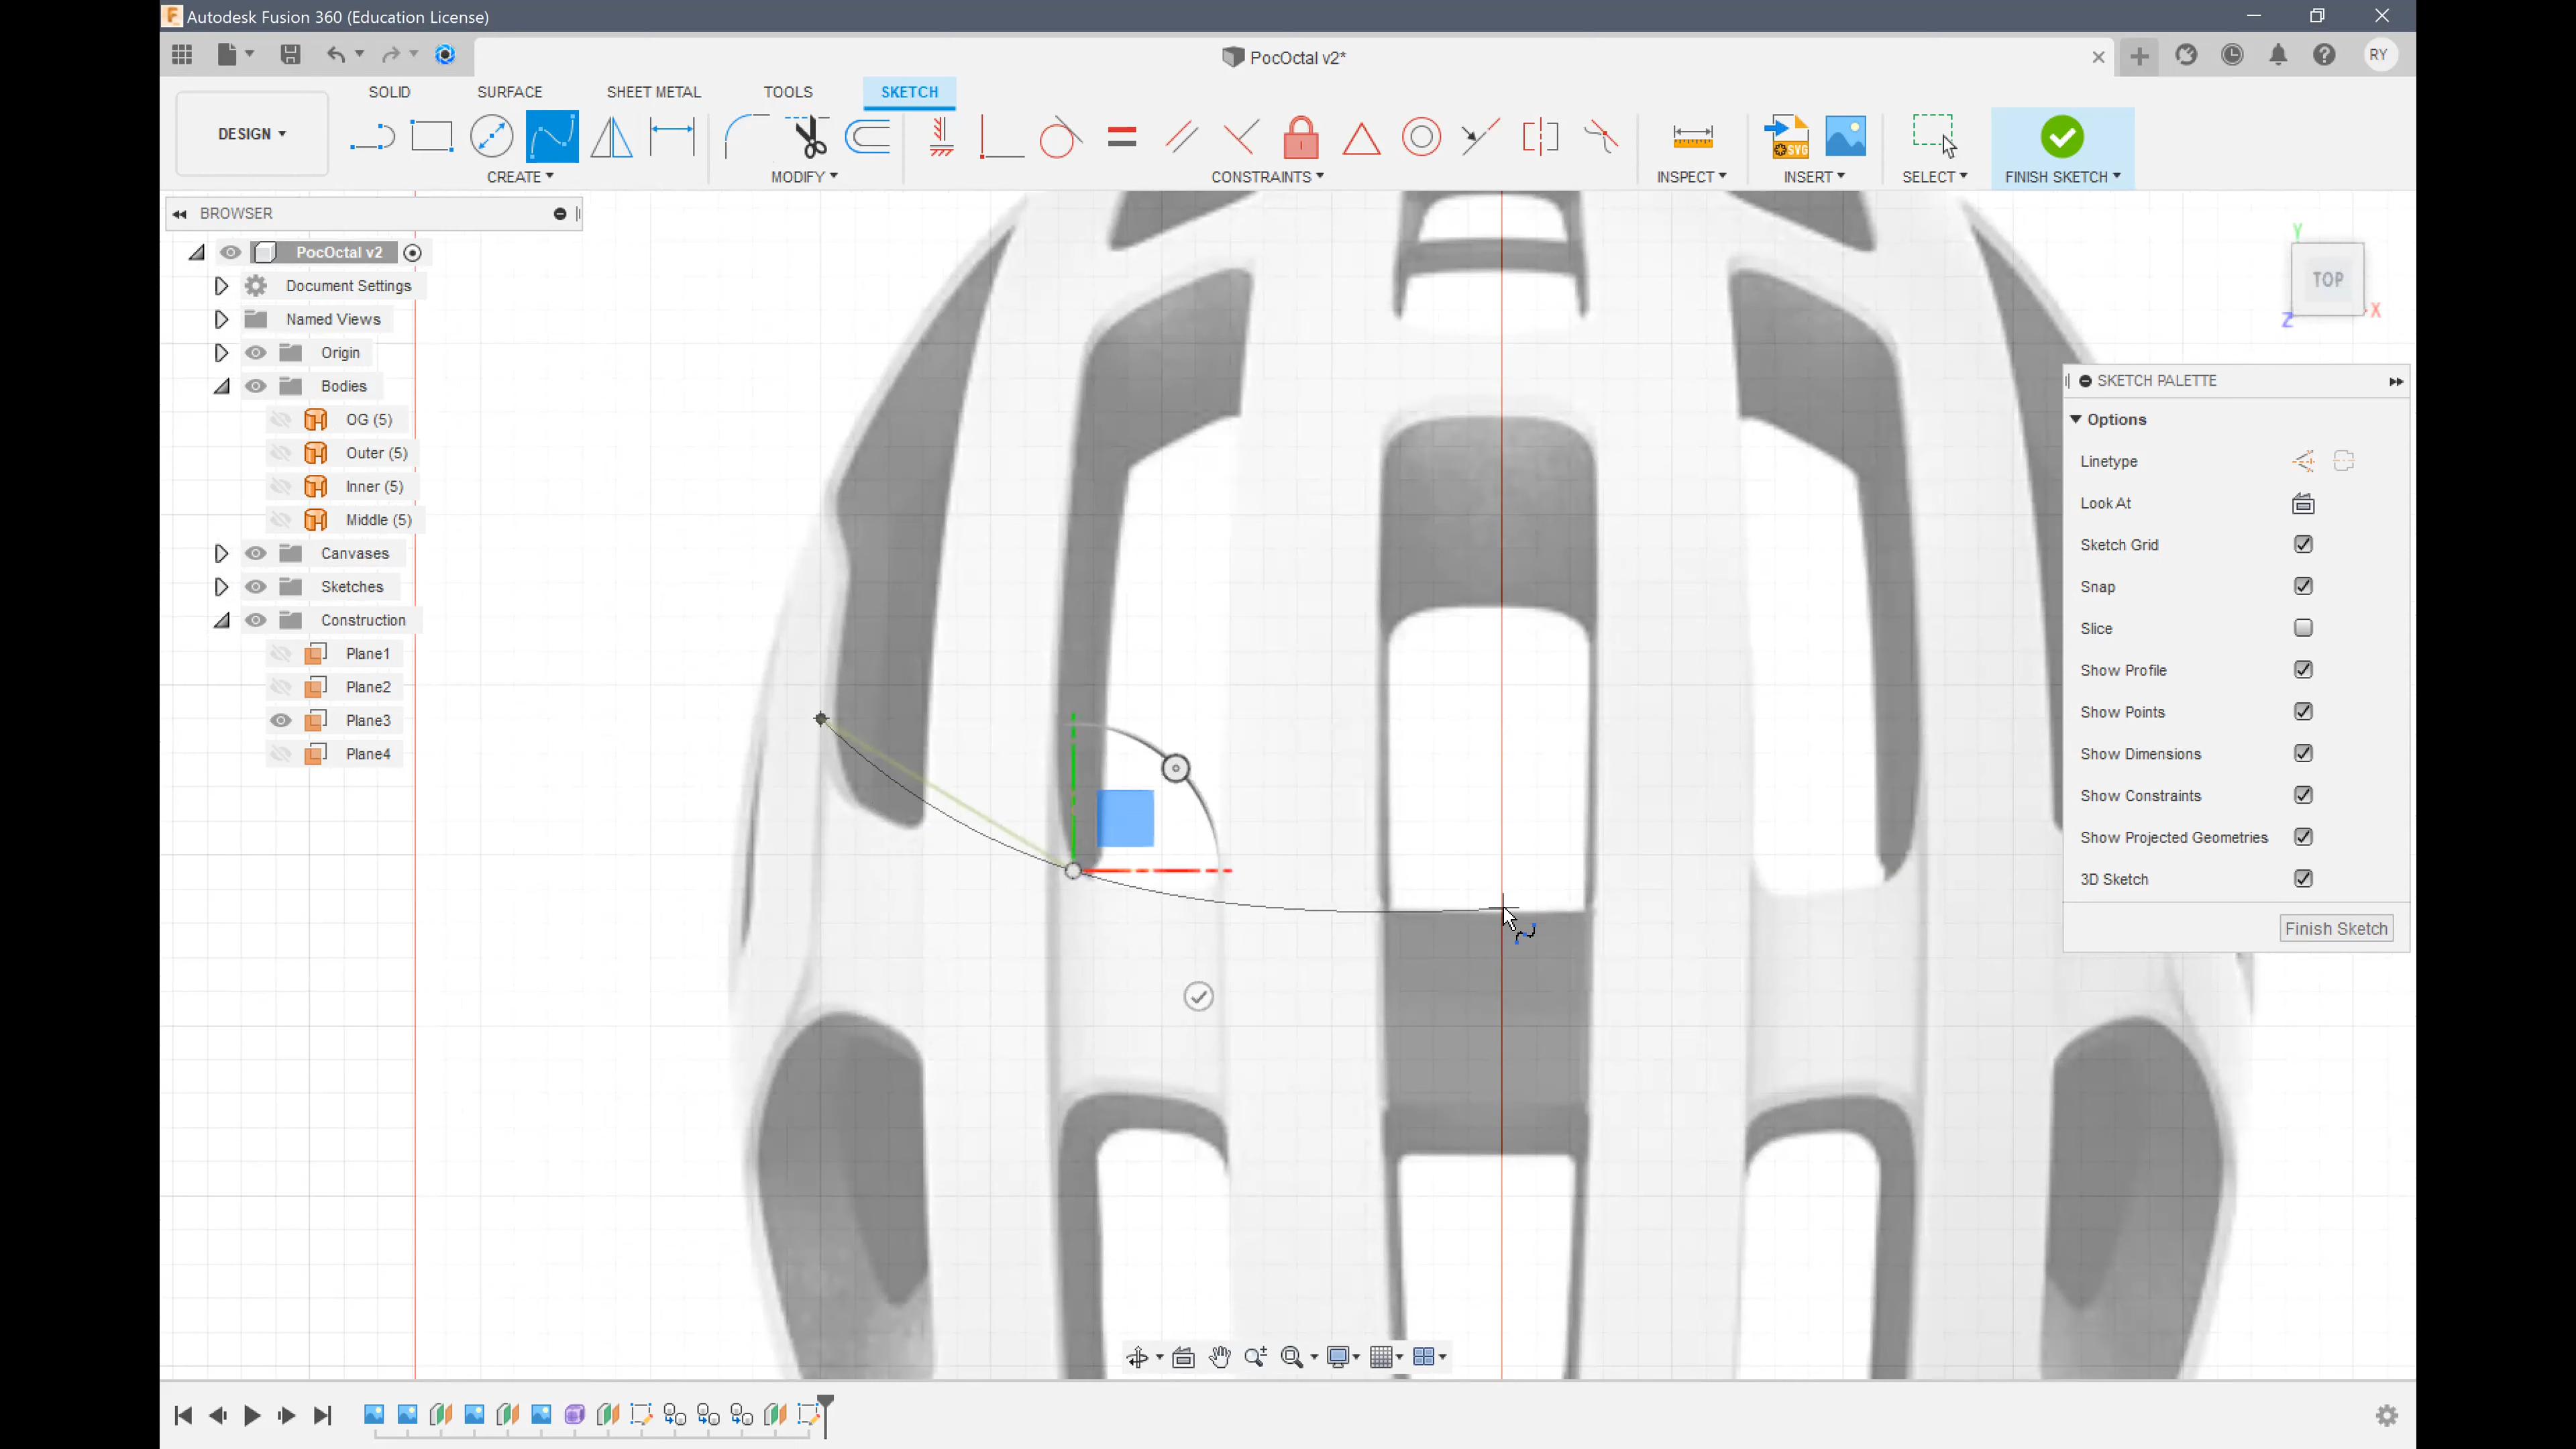 Autodesk Fusion 360 (Education License)
PocOctal v2*
RY
SOLID
SURFACE
SHEET METAL
TOOLS
SKETCH
DESIGN
SVG
CREATE
MODIFY
CONSTRAINTS
INSPECT
INSERT
SELECT
FINISH SKETCH
BROWSER
PocOctal v2
Document Settings
Named Views
Origin
Bodies
OG (5)
Outer (5)
Inner (5)
Middle (5)
Canvases
Sketches
Construction
Plane1
Plane2
Plane3
Plane4
Y
TOP
X
Z
SKETCH PALETTE
Options
Linetype
Look At
Sketch Grid
Snap
Slice
Show Profile
Show Points
Show Dimensions
Show Constraints
Show Projected Geometries
3D Sketch
Finish Sketch